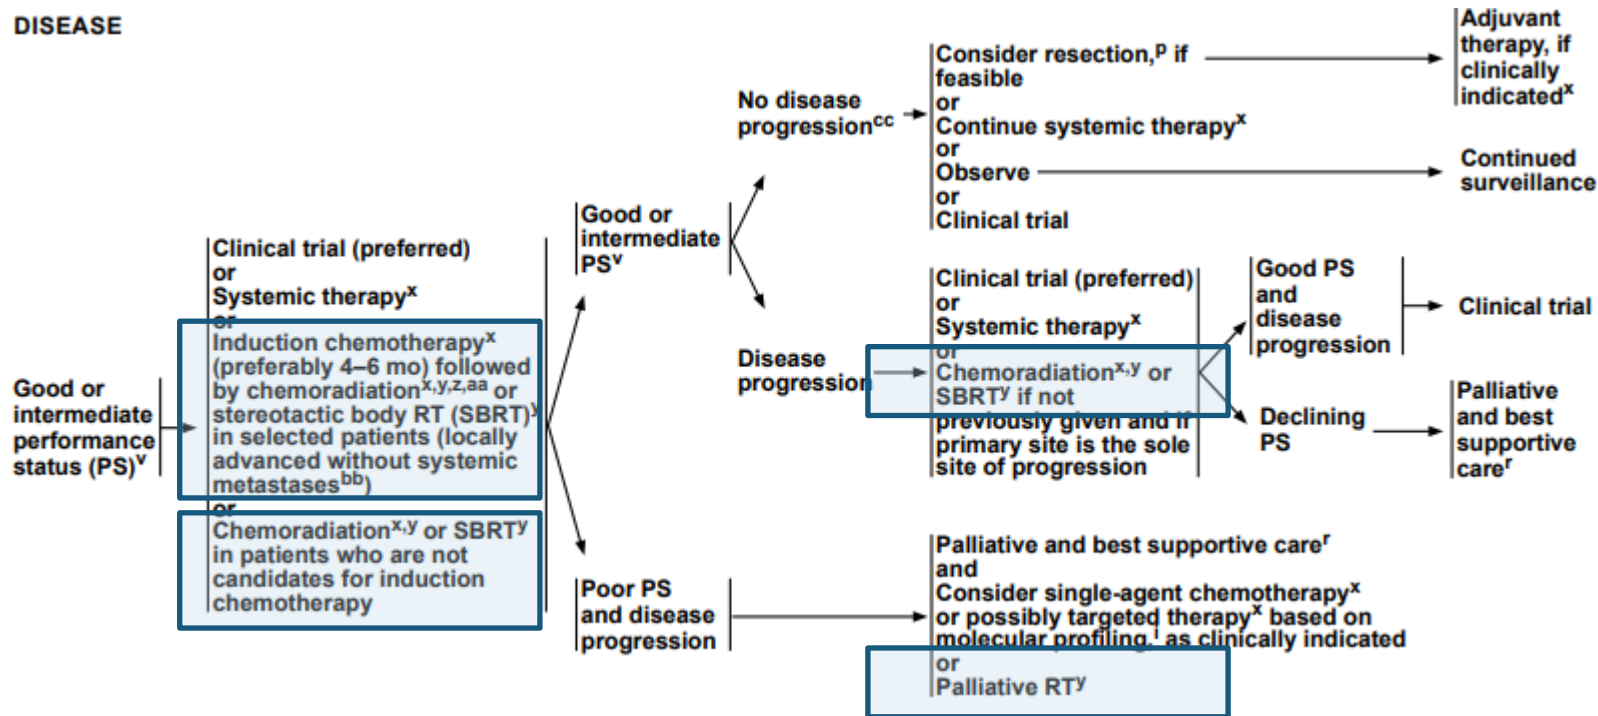 DISEASE
Good or
intermediate
performance
status (PS)ᵛ
Clinical trial (preferred)
or
Systemic therapyˣ
or
Induction chemotherapyˣ
(preferably 4–6 mo) followed
by chemoradiationˣ,ʸ,ᶻ,ᵃᵃ or
stereotactic body RT (SBRT)ʸ
in selected patients (locally
advanced without systemic
metastasesᵇᵇ)
or
Chemoradiationˣ,ʸ or SBRTʸ
in patients who are not
candidates for induction
chemotherapy
Good or
intermediate
PSᵛ
No disease
progressionᶜᶜ
Consider resection,ᵖ if
feasible
or
Continue systemic therapyˣ
or
Observe
or
Clinical trial
Adjuvant
therapy, if
clinically
indicatedˣ
Continued
surveillance
Disease
progression
Clinical trial (preferred)
or
Systemic therapyˣ
or
Chemoradiationˣ,ʸ or
SBRTʸ if not
previously given and if
primary site is the sole
site of progression
Good PS
and
disease
progression
Clinical trial
Declining
PS
Palliative
and best
supportive
careʳ
Poor PS
and disease
progression
Palliative and best supportive careʳ
and
Consider single-agent chemotherapyˣ
or possibly targeted therapyˣ based on
molecular profiling,ˡ as clinically indicated
or
Palliative RTʸ